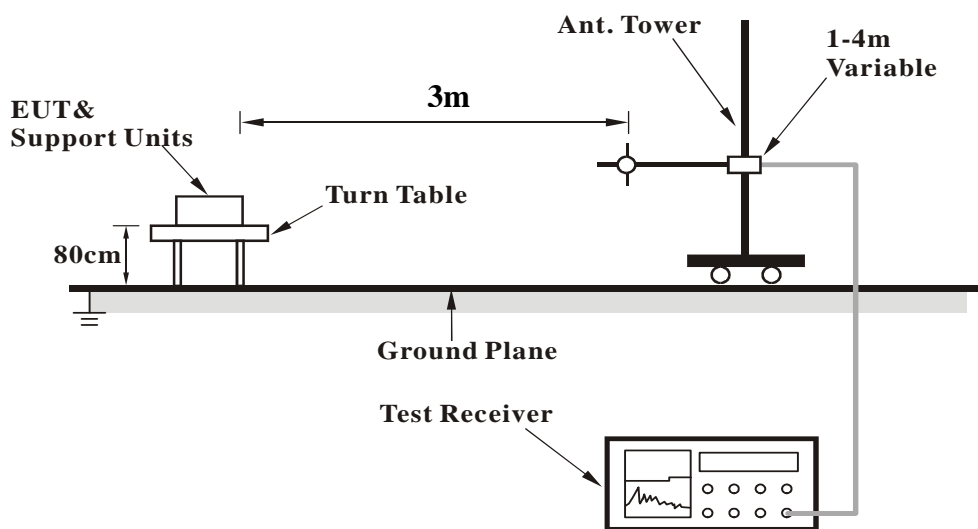 Ant. Tower
1-4m
Variable
3m
EUT&
Support Units
Turn Table
80cm
Ground Plane
Test Receiver